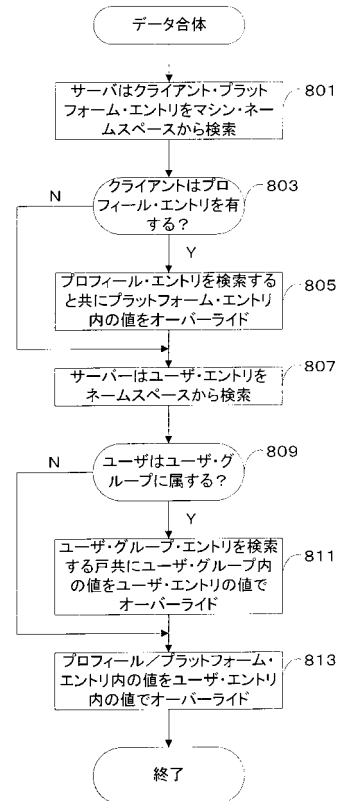 データ合体
サーバはクライアント・プラット
フォーム・エントリをマシン・ネー
ムスペースから検索
801
クライアントはプロ
フィール・エントリを有
する?
803
N
Y
プロフィール・エントリを検索する
と共にプラットフォーム・エントリ
内の値をオーバーライド
805
サーバーはユーザ・エントリを
ネームスペースから検索
807
ユーザはユーザ・グ
ループに属する?
809
N
Y
ユーザ・グループ・エントリを検索
する戸共にユーザ・グループ内
の値をユーザ・エントリの値で
オーバーライド
811
プロフィール/プラットフォーム・
エントリ内の値をユーザ・エントリ
内の値でオーバーライド
813
終了